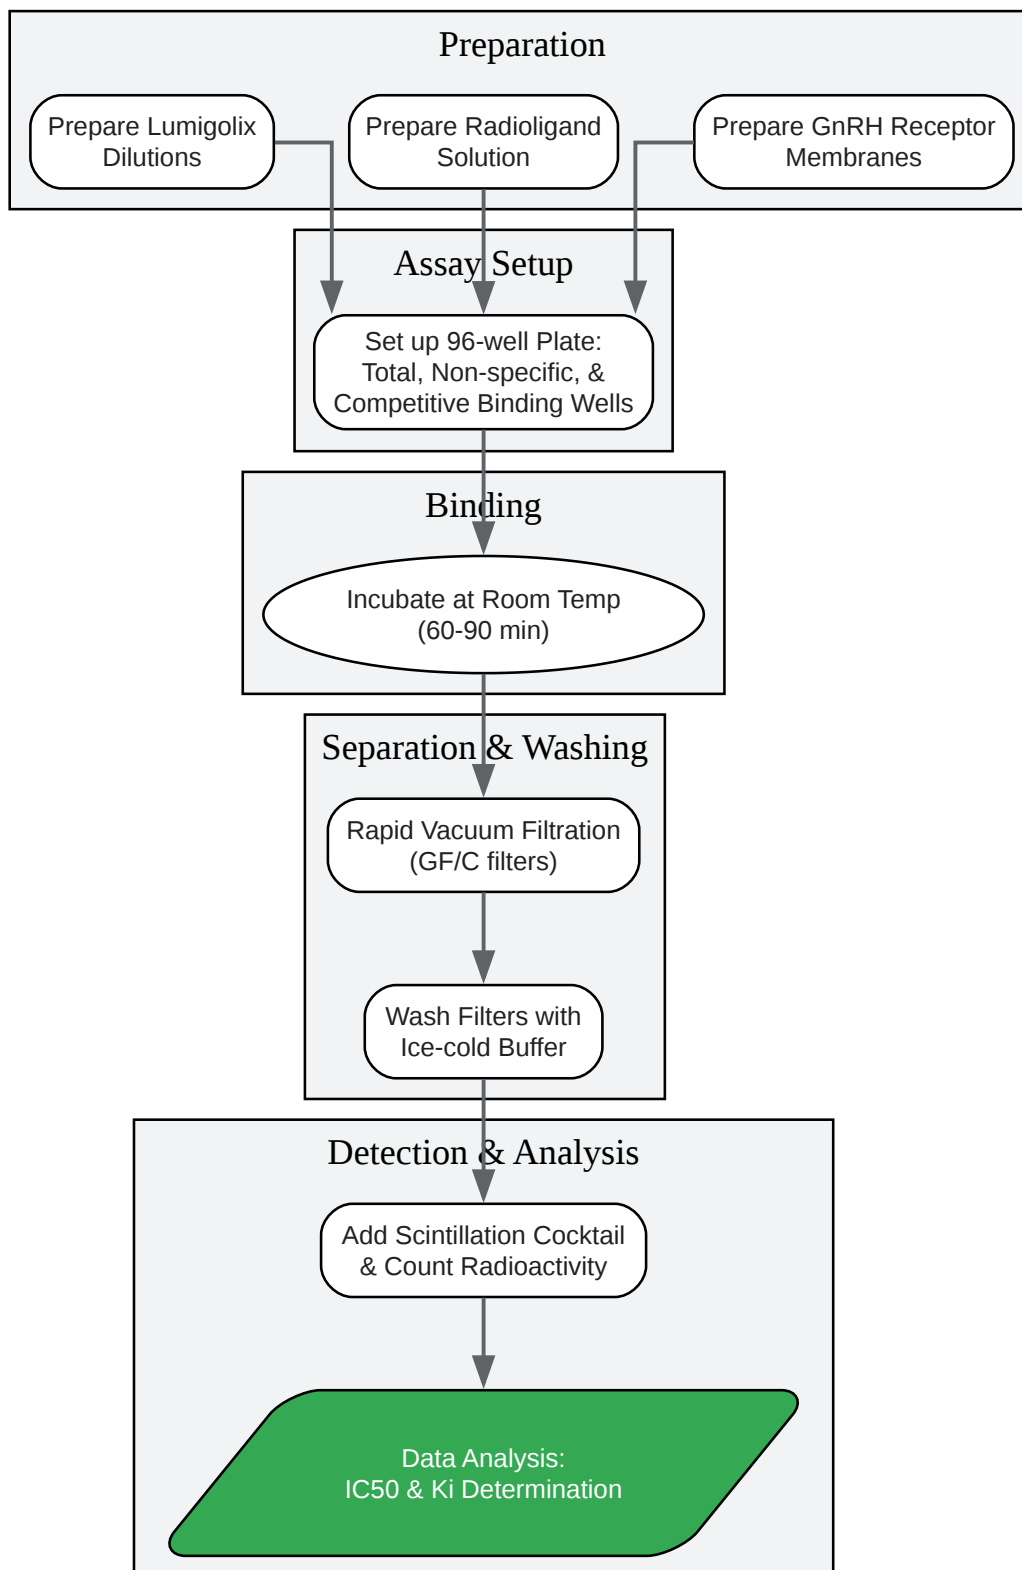 Preparation
Prepare Lumigolix
Dilutions
Prepare Radioligand
Solution
Prepare GnRH Receptor
Membranes
Assay Setup
Set up 96-well Plate:
Total, Non-specific, &
Competitive Binding Wells
Binding
Incubate at Room Temp
(60-90 min)
Separation & Washing
Rapid Vacuum Filtration
(GF/C filters)
Wash Filters with
Ice-cold Buffer
Detection & Analysis
Add Scintillation Cocktail
& Count Radioactivity
Data Analysis:
IC50 & Ki Determination